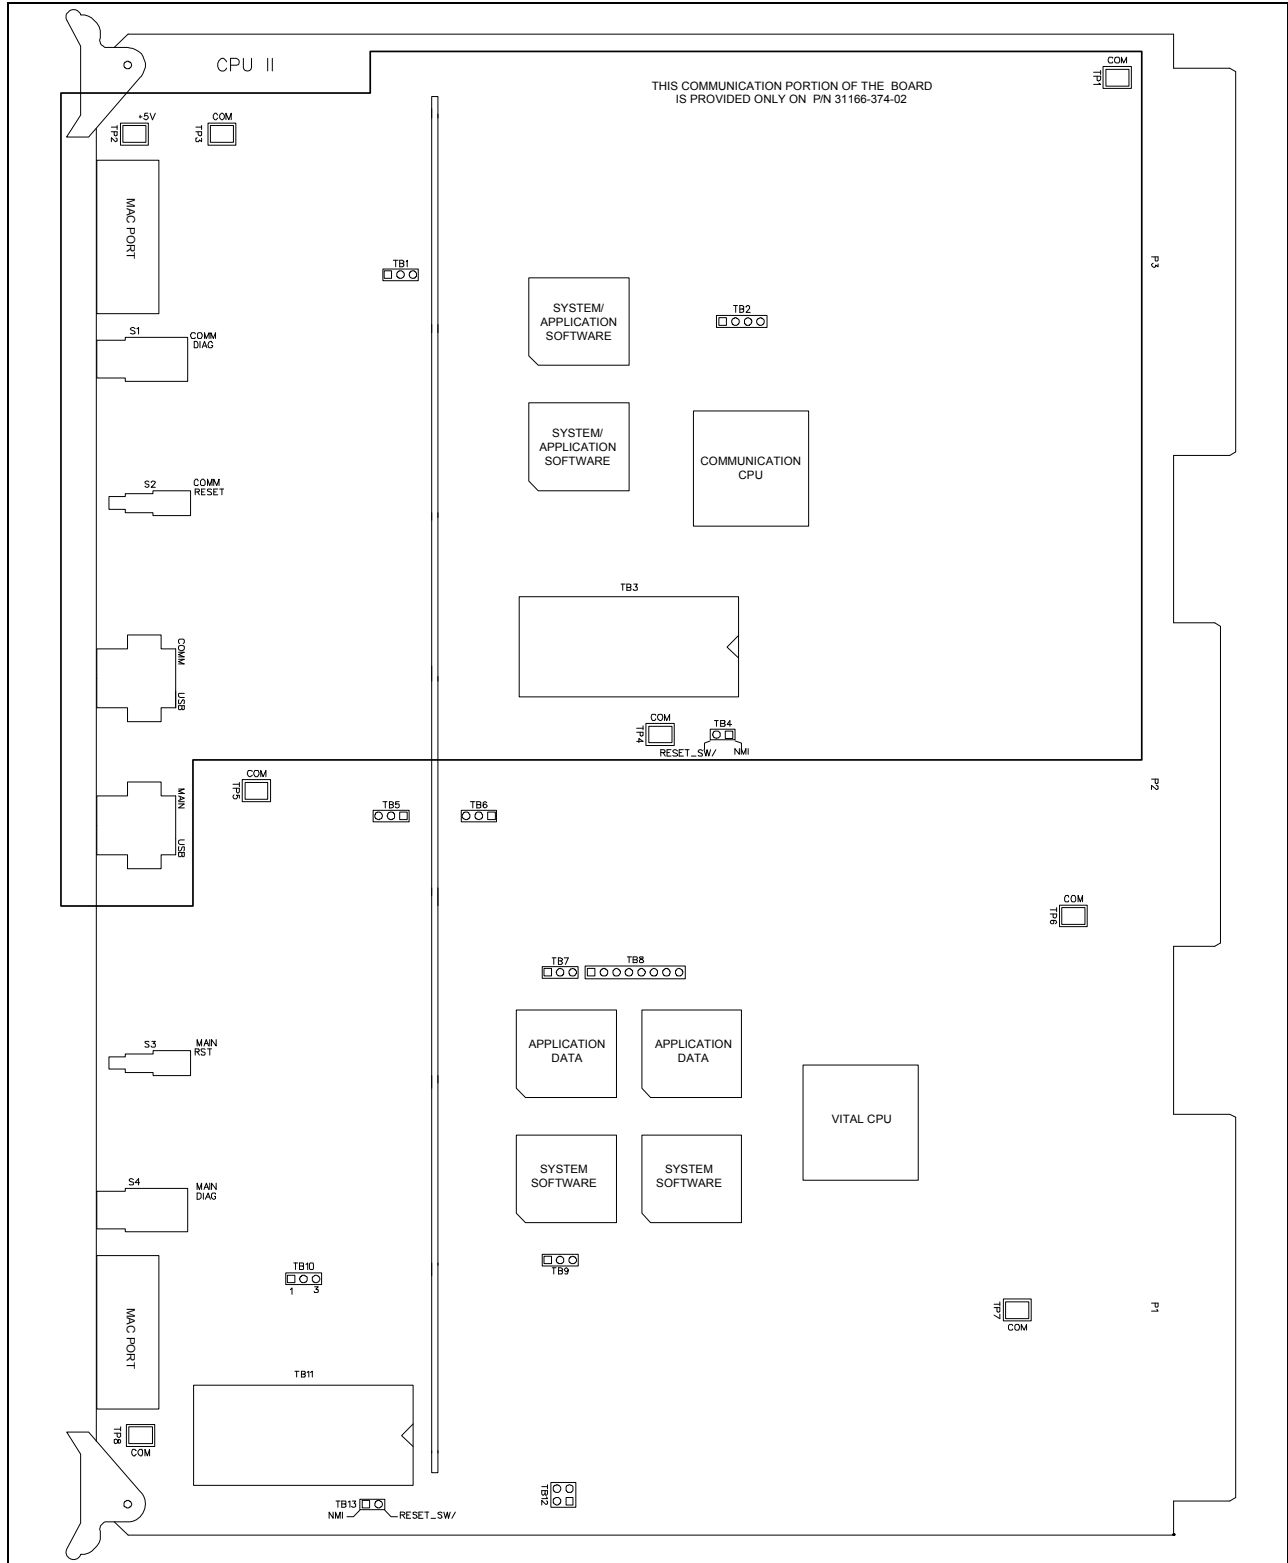 CPU II
THIS COMMUNICATION PORTION OF THE BOARD
IS PROVIDED ONLY ON P/N 31166-374-02
COM
TP1
+5V
TP2
COM
TP3
MAC PORT
P3
TB1
SYSTEM/
APPLICATION
SOFTWARE
TB2
S1
COMM
DIAG
SYSTEM/
APPLICATION
SOFTWARE
COMMUNICATION
CPU
S2
COMM
RESET
TB3
COMM
USB
COM
TP4
TB4
RESET_SW/
NMI
COM
TP5
MAIN
USB
TB5
TB6
P2
COM
TP6
TB7
TB8
APPLICATION
DATA
APPLICATION
DATA
S3
MAIN
RST
VITAL CPU
SYSTEM
SOFTWARE
SYSTEM
SOFTWARE
S4
MAIN
DIAG
TB9
TB10
1
3
TP7
COM
P1
MAC PORT
TB11
TP8
COM
TB12
TB13
NMI
RESET_SW/